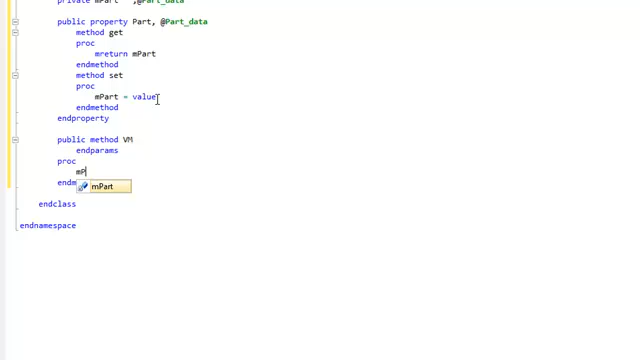 private mPart ,@Part_data
public property Part, @Part_data
method get
proc
mreturn mPart
endmethod
method set
proc
mPart = value
endmethod
endproperty
public method VM
endparams
proc
mP
mPart
endclass
endnamespace